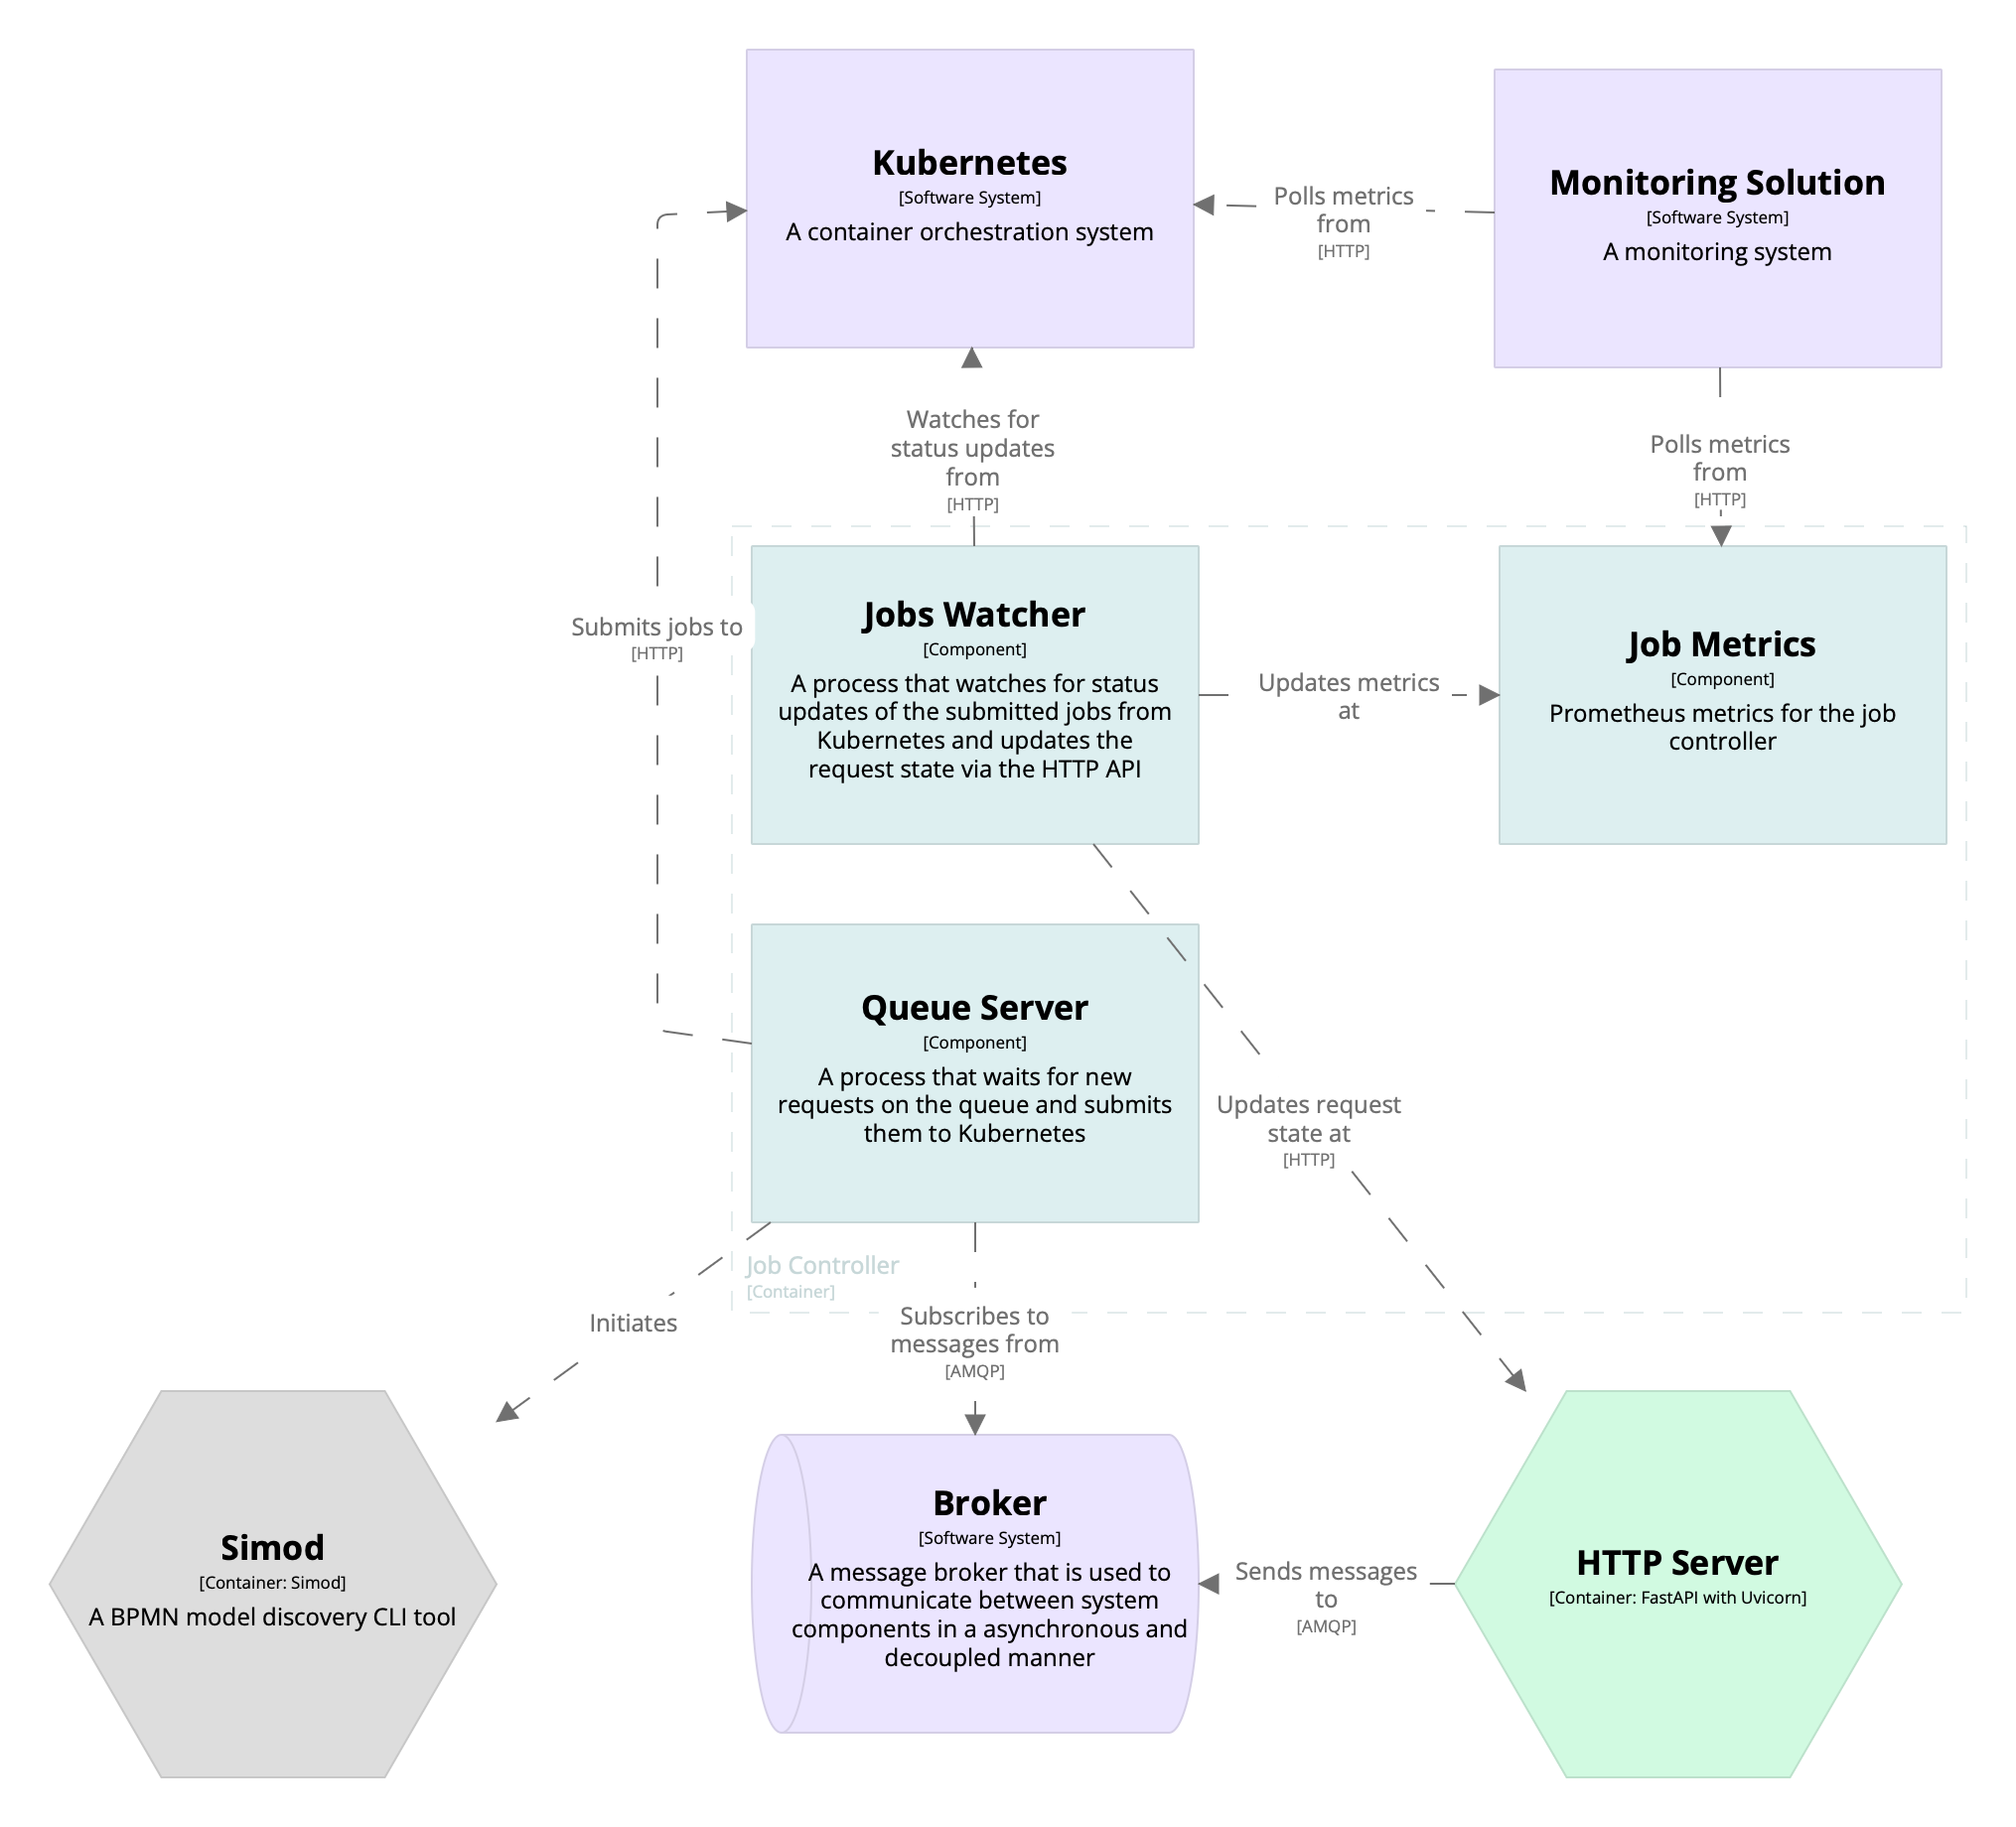 Kubernetes
[Software System]
A container orchestration system
Polls metrics
from
[HTTP]
Monitoring Solution
[Software System]
A monitoring system
Watches for
status updates
from
[HTTP]
Polls metrics
from
[HTTP]
Submits jobs to
[HTTP]
Jobs Watcher
[Component]
A process that watches for status
updates of the submitted jobs from
Kubernetes and updates the
request state via the HTTP API
Updates metrics
at
Job Metrics
[Component]
Prometheus metrics for the job
controller
Queue Server
[Component]
A process that waits for new
requests on the queue and submits
them to Kubernetes
Updates request
state at
[HTTP]
Job Controller
[Container]
Initiates
Subscribes to
messages from
[AMQP]
Simod
[Container: Simod]
A BPMN model discovery CLI tool
Broker
[Software System]
A message broker that is used to
communicate between system
components in a asynchronous and
decoupled manner
Sends messages
to
[AMQP]
HTTP Server
[Container: FastAPI with Uvicorn]